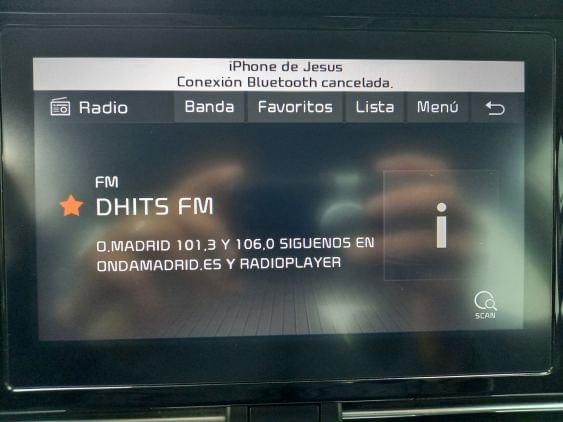 iPhone de Jesus
Conexión Bluetooth cancelada.
Radio Banda Favoritos Lista Menú
FM
DHITS FM
O.MADRID 101,3 Y 106,0 SIGUENOS EN
ONDAMADRID.ES Y RADIOPLAYER
i
SCAN